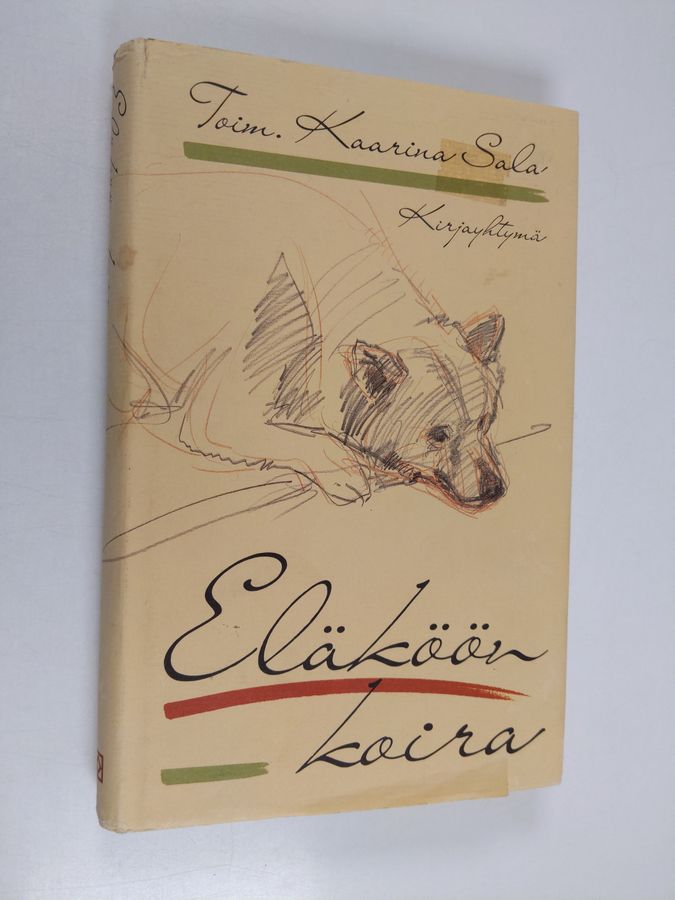 Toim. Kaarina Sala
Kirjayhtymä
Eläköön
koira